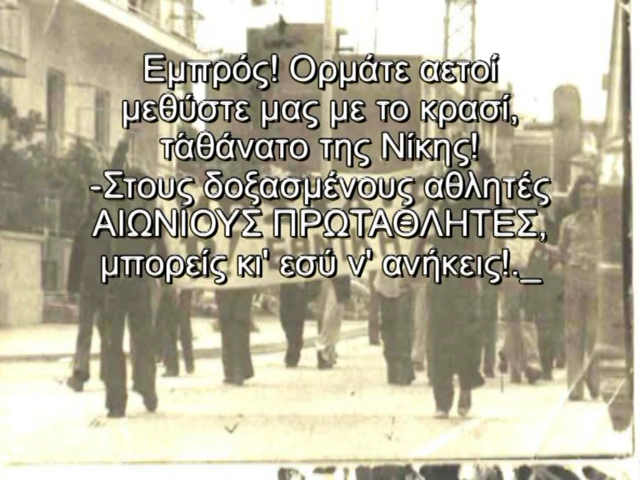 Εμπρός! Ορμάτε αετοί
μεθύστε μας με το κρασί,
τάθάνατο της Νίκης!
-Στους δοξασμένους αθλητές
ΑΙΩΝΙΟΥΣ ΠΡΩΤΑΘΛΗΤΕΣ,
μπορείς κι' εσύ ν' ανήκεις!._